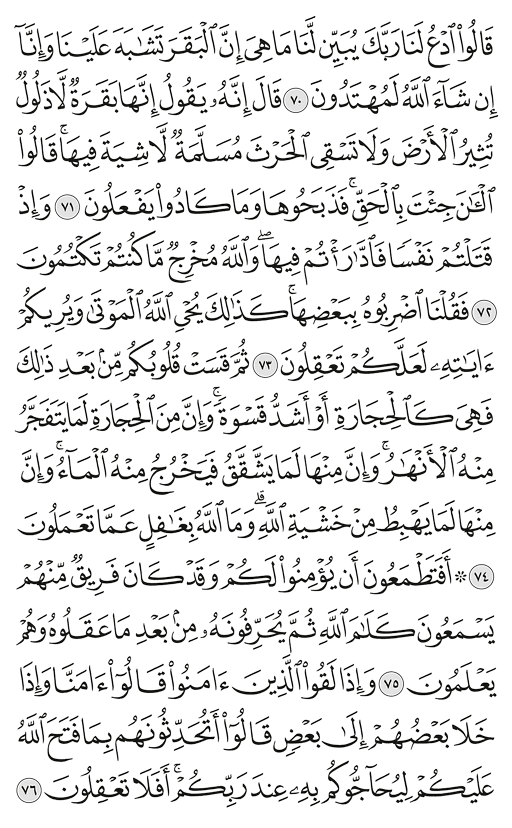 قَالُوا۟ ٱدْعُ لَنَا رَبَّكَ يُبَيِّن لَّنَا مَا هِىَ إِنَّ ٱلْبَقَرَ تَشَـٰبَهَ عَلَيْنَا وَإِنَّآ
إِن شَآءَ ٱللَّهُ لَمُهْتَدُونَ ٧٠ قَالَ إِنَّهُۥ يَقُولُ إِنَّهَا بَقَرَةٌ لَّا ذَلُولٌ
تُثِيرُ ٱلْأَرْضَ وَلَا تَسْقِى ٱلْحَرْثَ مُسَلَّمَةٌ لَّا شِيَةَ فِيهَا ۚ قَالُوا۟
ٱلْـَٔـٰنَ جِئْتَ بِٱلْحَقِّ ۚ فَذَبَحُوهَا وَمَا كَادُوا۟ يَفْعَلُونَ ٧١ وَإِذْ
قَتَلْتُمْ نَفْسًا فَٱدَّٰرَْٰٔتُمْ فِيهَا ۖ وَٱللَّهُ مُخْرِجٌ مَّا كُنتُمْ تَكْتُمُونَ
٧٢ فَقُلْنَا ٱضْرِبُوهُ بِبَعْضِهَا ۚ كَذَٰلِكَ يُحْىِ ٱللَّهُ ٱلْمَوْتَىٰ وَيُرِيكُمْ
ءَايَـٰتِهِۦ لَعَلَّكُمْ تَعْقِلُونَ ٧٣ ثُمَّ قَسَتْ قُلُوبُكُم مِّنۢ بَعْدِ ذَٰلِكَ
فَهِىَ كَٱلْحِجَارَةِ أَوْ أَشَدُّ قَسْوَةً ۚ وَإِنَّ مِنَ ٱلْحِجَارَةِ لَمَا يَتَفَجَّرُ
مِنْهُ ٱلْأَنْهَـٰرُ ۚ وَإِنَّ مِنْهَا لَمَا يَشَّقَّقُ فَيَخْرُجُ مِنْهُ ٱلْمَآءُ ۚ وَإِنَّ
مِنْهَا لَمَا يَهْبِطُ مِنْ خَشْيَةِ ٱللَّهِ ۗ وَمَا ٱللَّهُ بِغَـٰفِلٍ عَمَّا تَعْمَلُونَ
٧٤ ۞ أَفَتَطْمَعُونَ أَن يُؤْمِنُوا۟ لَكُمْ وَقَدْ كَانَ فَرِيقٌ مِّنْهُمْ
يَسْمَعُونَ كَلَـٰمَ ٱللَّهِ ثُمَّ يُحَرِّفُونَهُۥ مِنۢ بَعْدِ مَا عَقَلُوهُ وَهُمْ
يَعْلَمُونَ ٧٥ وَإِذَا لَقُوا۟ ٱلَّذِينَ ءَامَنُوا۟ قَالُوٓا۟ ءَامَنَّا وَإِذَا
خَلَا بَعْضُهُمْ إِلَىٰ بَعْضٍ قَالُوٓا۟ أَتُحَدِّثُونَهُم بِمَا فَتَحَ ٱللَّهُ
عَلَيْكُمْ لِيُحَآجُّوكُم بِهِۦ عِندَ رَبِّكُمْ ۚ أَفَلَا تَعْقِلُونَ ٧٦